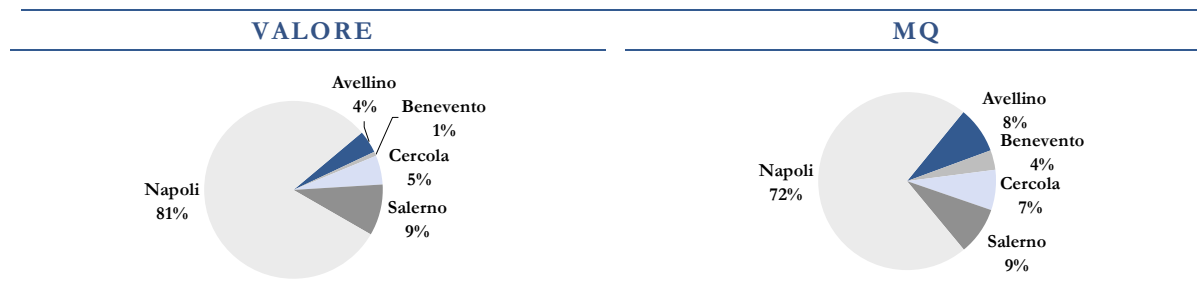 VALORE
Avellino
4%
Benevento
1%
Cercola
5%
Napoli
81%
Salerno
9%
MQ
Avellino
8%
Benevento
4%
Napoli
72%
Cercola
7%
Salerno
9%